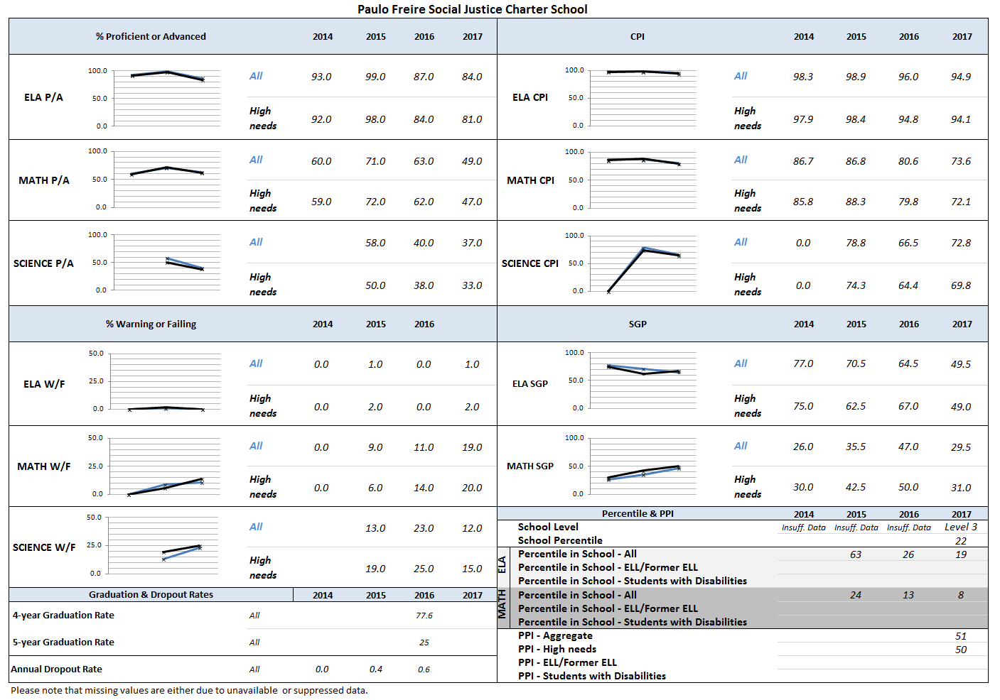 Paulo Freire Social Justice Charter School
% Proficient or Advanced 2014 2015 2016 2017
ELA P/A
100.0
50.0
0.0
All 93.0 99.0 87.0 84.0
High needs 92.0 98.0 84.0 81.0
MATH P/A
100.0
50.0
0.0
All 60.0 71.0 63.0 49.0
High needs 59.0 72.0 62.0 47.0
SCIENCE P/A
100.0
50.0
0.0
All 58.0 40.0 37.0
High needs 50.0 38.0 33.0
% Warning or Failing 2014 2015 2016
ELA W/F
50.0
25.0
0.0
All 0.0 1.0 0.0 1.0
High needs 0.0 2.0 0.0 2.0
MATH W/F
50.0
25.0
0.0
All 0.0 9.0 11.0 19.0
High needs 0.0 6.0 14.0 20.0
SCIENCE W/F
50.0
25.0
0.0
All 13.0 23.0 12.0
High needs 19.0 25.0 15.0
Graduation & Dropout Rates 2014 2015 2016 2017
4-year Graduation Rate All 77.6
5-year Graduation Rate All 25
Annual Dropout Rate All 0.0 0.4 0.6
CPI 2014 2015 2016 2017
ELA CPI
100.0
50.0
0.0
All 98.3 98.9 96.0 94.9
High needs 97.9 98.4 94.8 94.1
MATH CPI
100.0
50.0
0.0
All 86.7 86.8 80.6 73.6
High needs 85.8 88.3 79.8 72.1
SCIENCE CPI
100.0
50.0
0.0
All 0.0 78.8 66.5 72.8
High needs 0.0 74.3 64.4 69.8
SGP 2014 2015 2016 2017
ELA SGP
100.0
50.0
0.0
All 77.0 70.5 64.5 49.5
High needs 75.0 62.5 67.0 49.0
MATH SGP
100.0
50.0
0.0
All 26.0 35.5 47.0 29.5
High needs 30.0 42.5 50.0 31.0
Percentile & PPI 2014 2015 2016 2017
School Level Insuff. Data Insuff. Data Insuff. Data Level 3
School Percentile 22
ELA
Percentile in School - All 63 26 19
Percentile in School - ELL/Former ELL
Percentile in School - Students with Disabilities
MATH
Percentile in School - All 24 13 8
Percentile in School - ELL/Former ELL
Percentile in School - Students with Disabilities
PPI - Aggregate 51
PPI - High needs 50
PPI - ELL/Former ELL
PPI - Students with Disabilities
Please note that missing values are either due to unavailable or suppressed data.